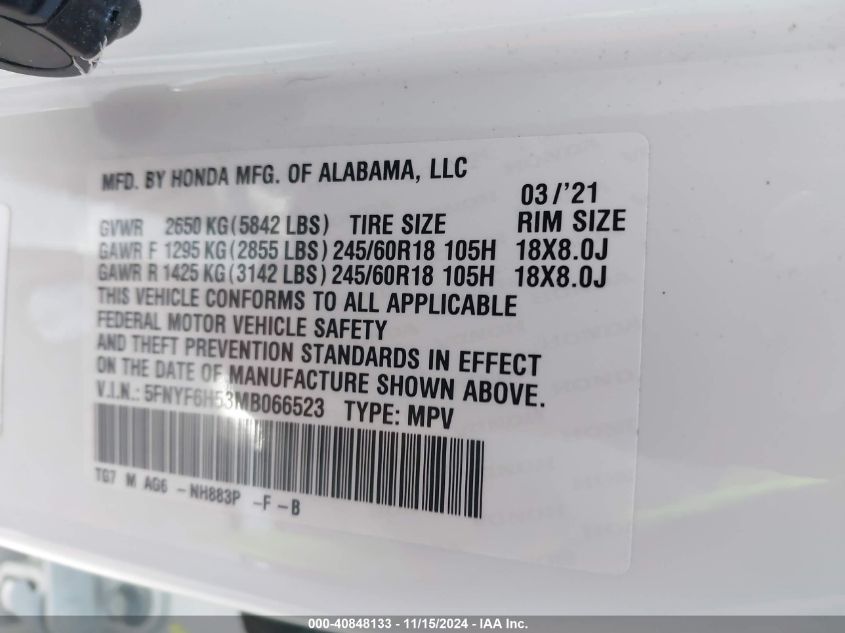 MFD. BY HONDA MFG. OF ALABAMA, LLC
03/'21
GVWR 2650 KG(5842 LBS) TIRE SIZE RIM SIZE
GAWR F 1295 KG(2855 LBS) 245/60R18 105H 18X8.0J
GAWR R 1425 KG(3142 LBS) 245/60R18 105H 18X8.0J
THIS VEHICLE CONFORMS TO ALL APPLICABLE
FEDERAL MOTOR VEHICLE SAFETY
AND THEFT PREVENTION STANDARDS IN EFFECT
ON THE DATE OF MANUFACTURE SHOWN ABOVE.
V.I.N.: 5FNYF6H53MB066523 TYPE: MPV
TG7 M AG6 -NH883P -F -B
000-40848133 - 11/15/2024 - IAA Inc.